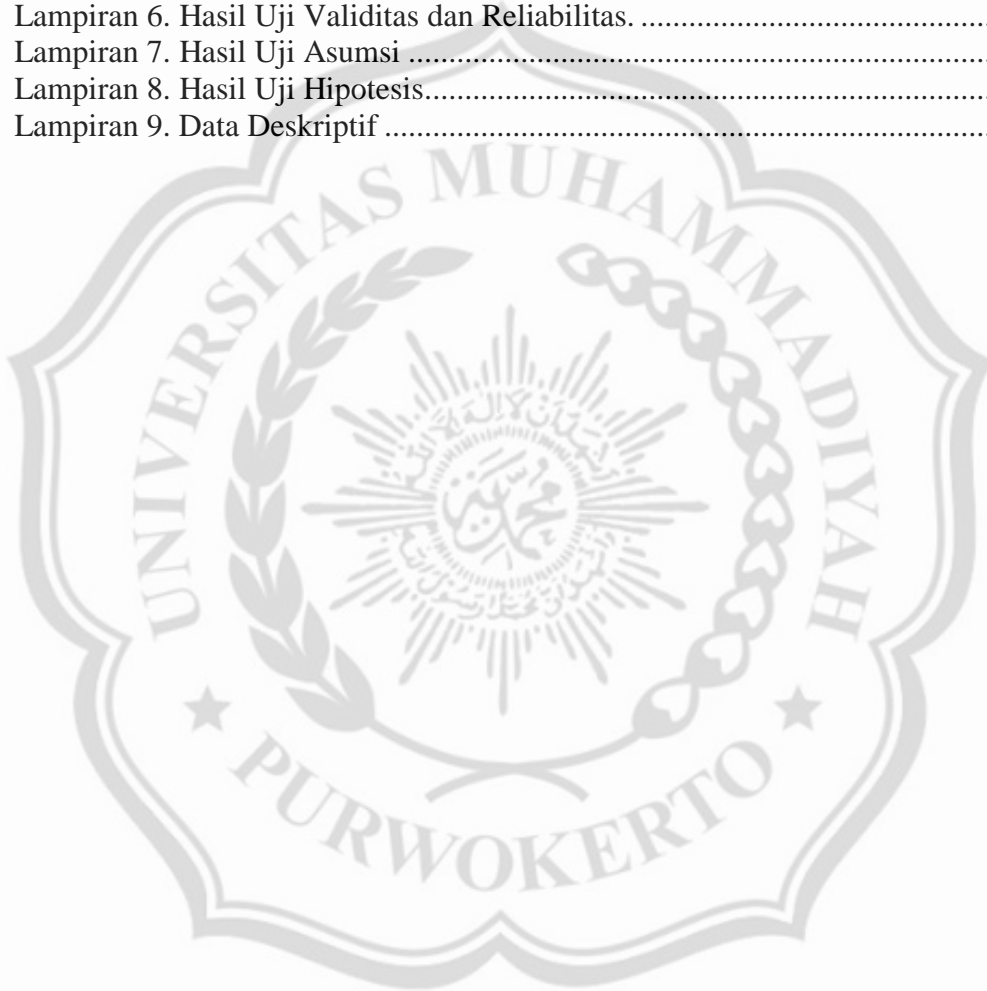 Lampiran 6. Hasil Uji Validitas dan Reliabilitas. ............................................
Lampiran 7. Hasil Uji Asumsi .........................................................................
Lampiran 8. Hasil Uji Hipotesis.......................................................................
Lampiran 9. Data Deskriptif ............................................................................
UNIVERSITAS MUHAMMADIYAH
محمد
PURWOKERTO